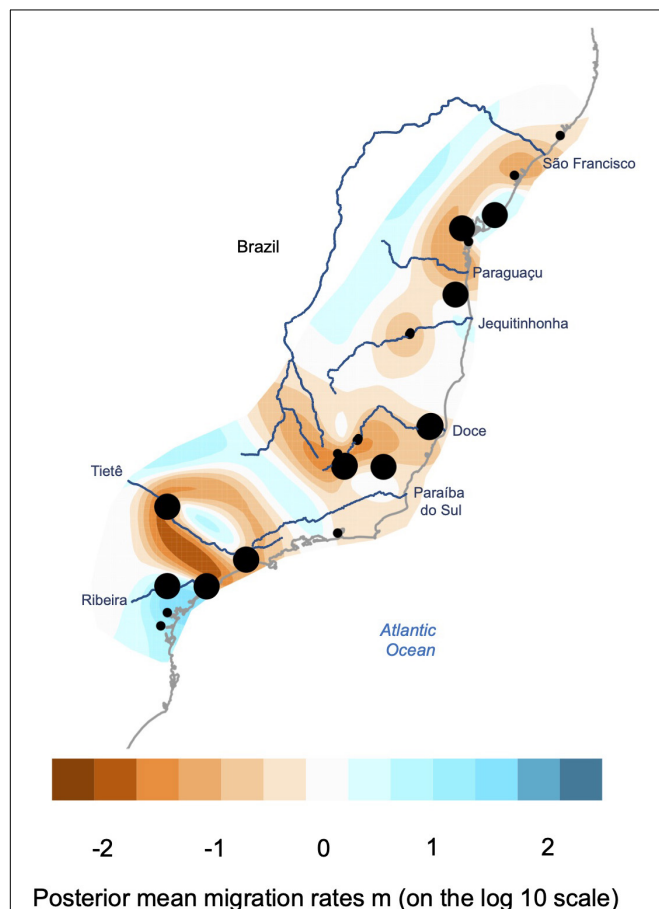 São Francisco
Brazil
Paraguaçu
Jequitinhonha
Doce
Tietê
Paraíba
do Sul
Ribeira
Atlantic
Ocean
-2 -1 0 1 2
Posterior mean migration rates m (on the log 10 scale)